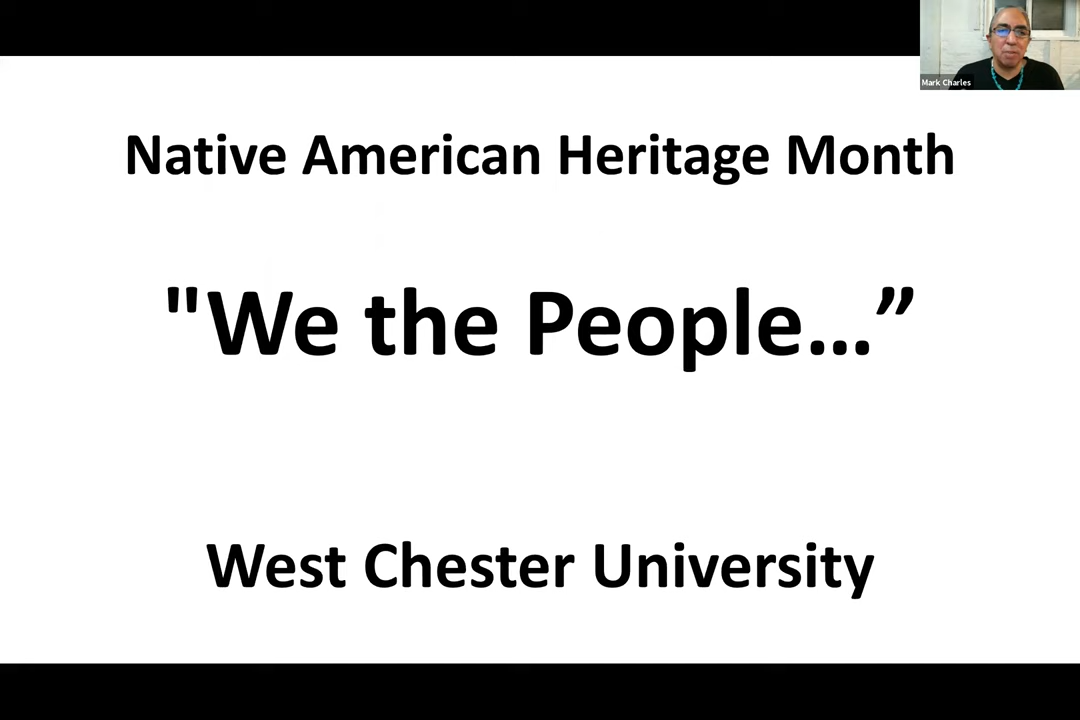 Mark Charles
Native American Heritage Month
"We the People…”
West Chester University